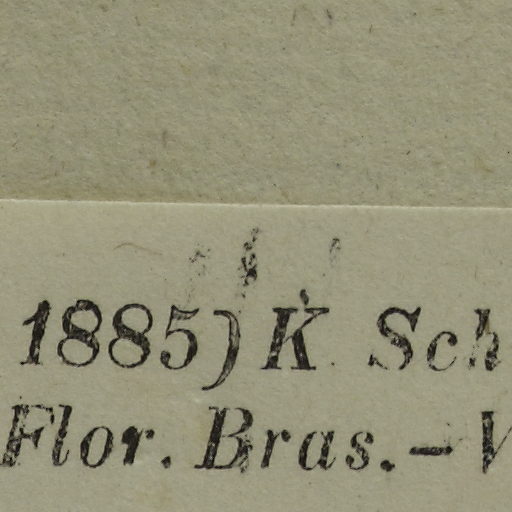 1885) K. Sch
Flor. Bras. – V